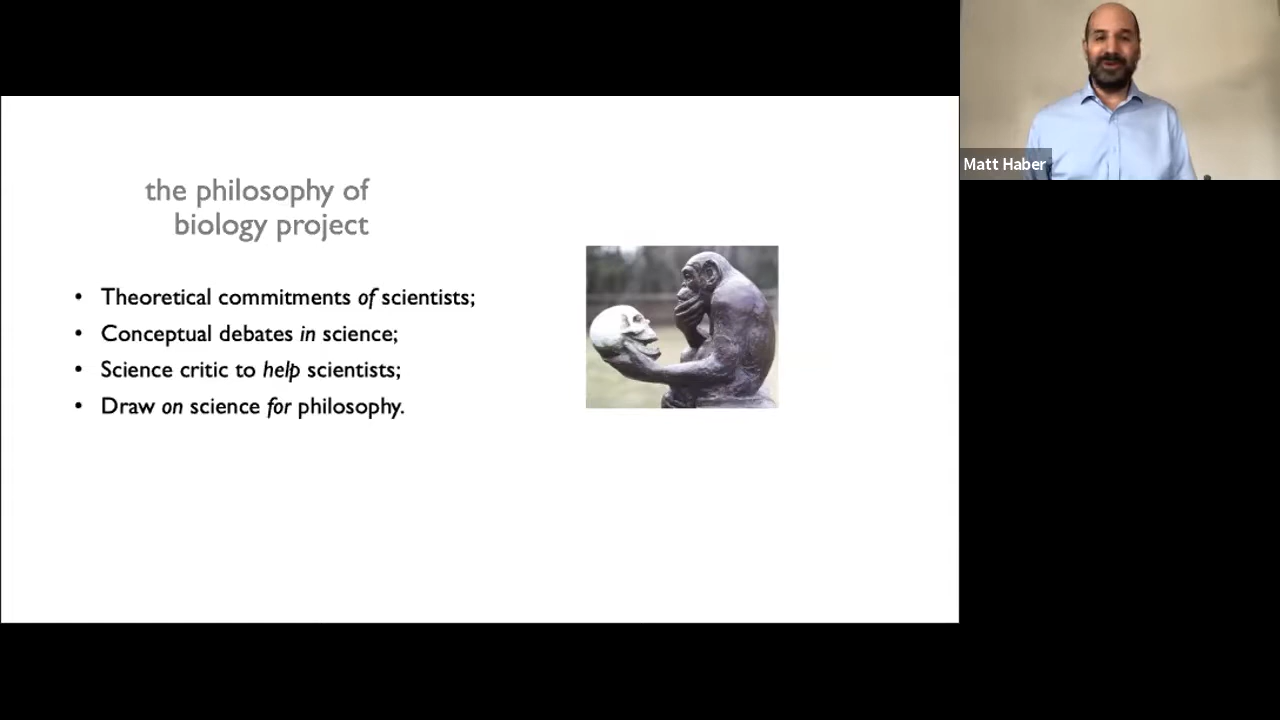 the philosophy of
biology project
• Theoretical commitments of scientists;
• Conceptual debates in science;
• Science critic to help scientists;
• Draw on science for philosophy.
Matt Haber